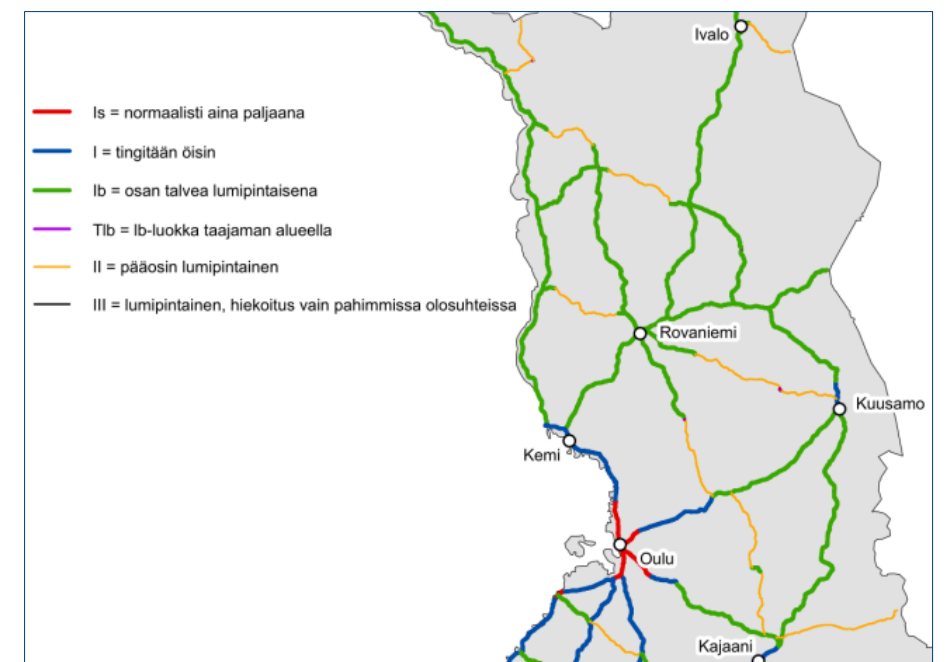 Ivalo
Is = normaalisti aina paljaana
I = tingitään öisin
Ib = osan talvea lumipintaisena
TIb = Ib-luokka taajaman alueella
II = pääosin lumipintainen
III = lumipintainen, hiekoitus vain pahimmissa olosuhteissa
Rovaniemi
Kuusamo
Kemi
Oulu
Kajaani